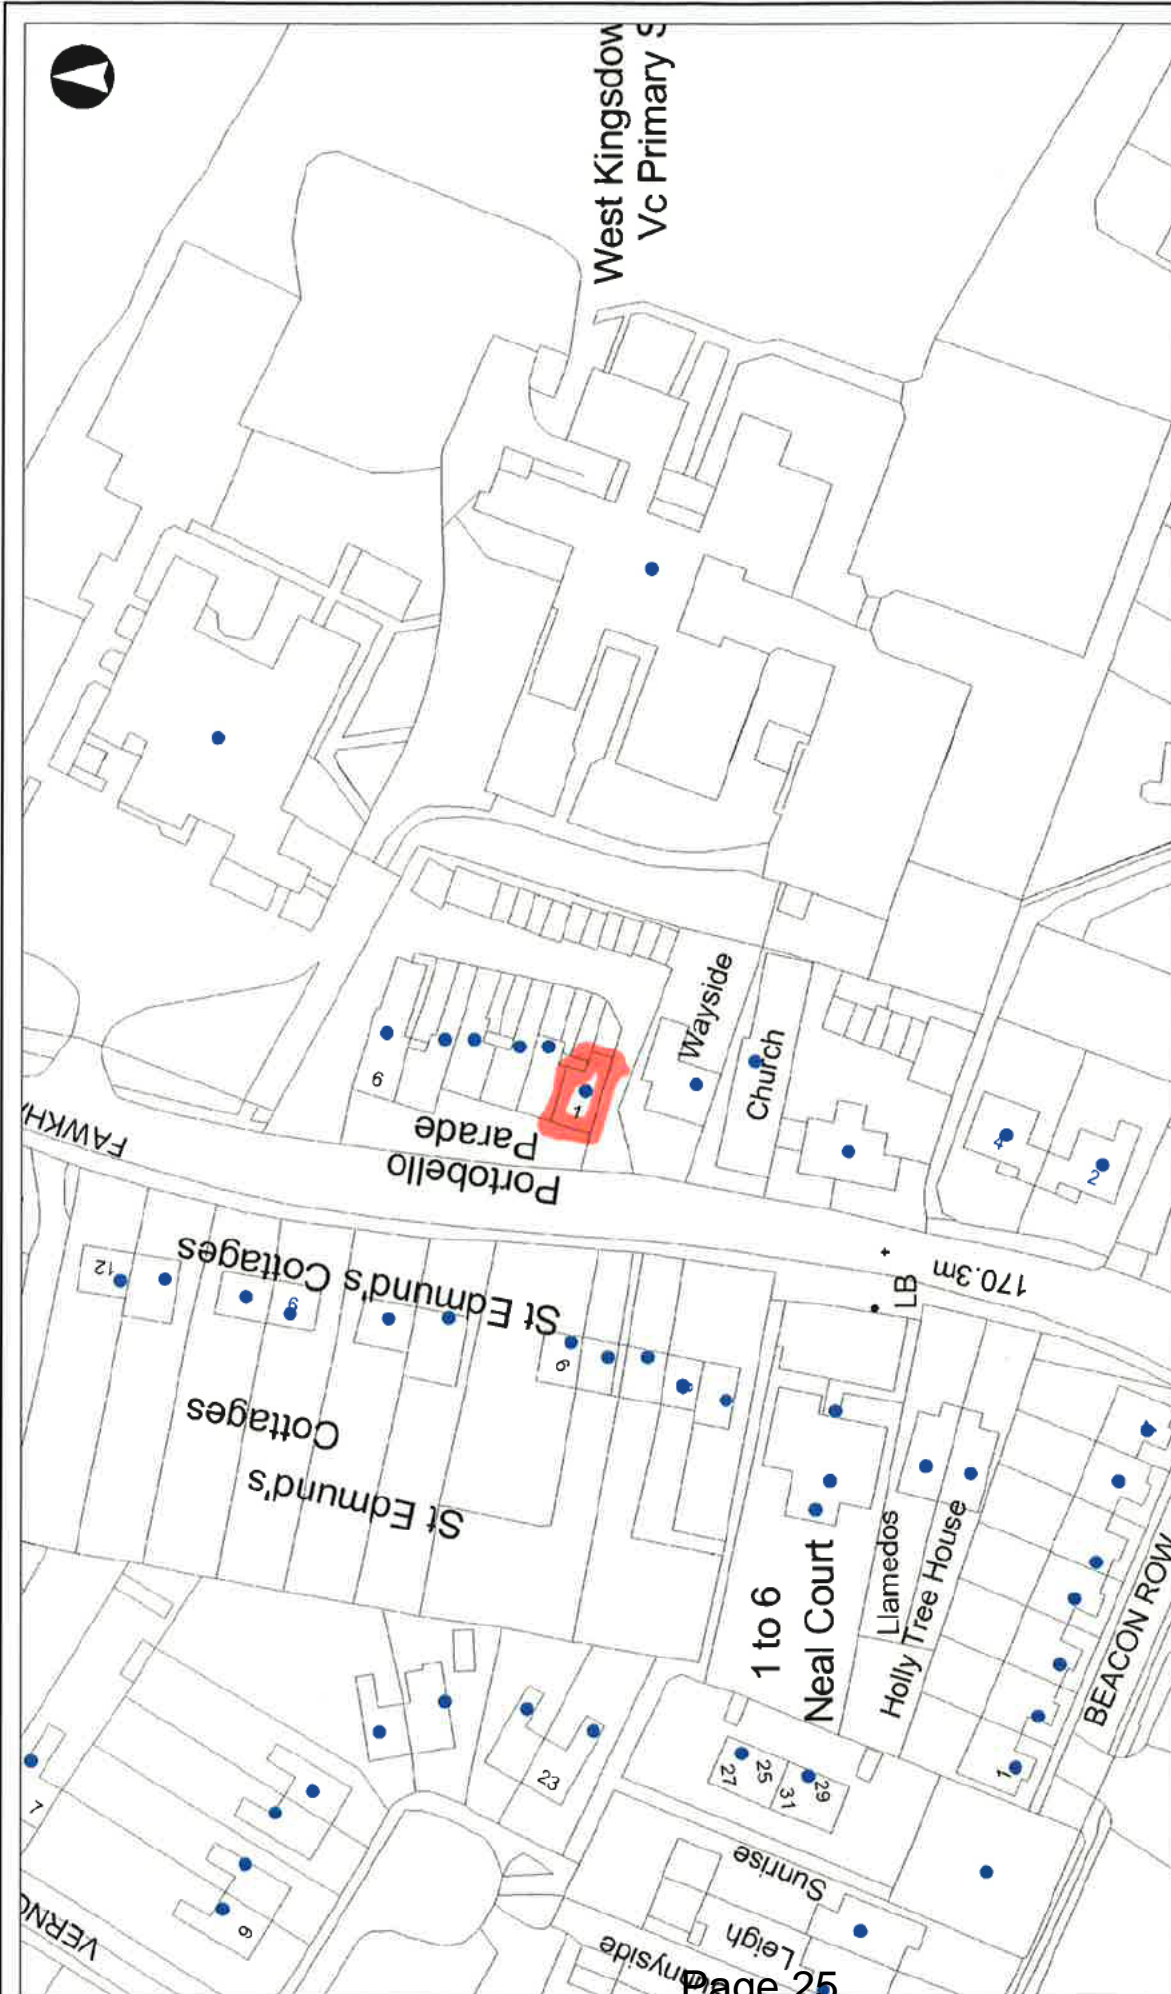 West Kingsdow
Vc Primary S
Wayside
Church
6
1
Portobello
Parade
FAWKH
4
2
170.3m
LB
12
9
St Edmund's Cottages
6
St Edmund's
Cottages
1 to 6
Neal Court
Llamedos
Holly Tree House
BEACON ROW
1
23
27
25
31
29
7
Sunrise
Leigh
nnyside
VERNO
Page 25